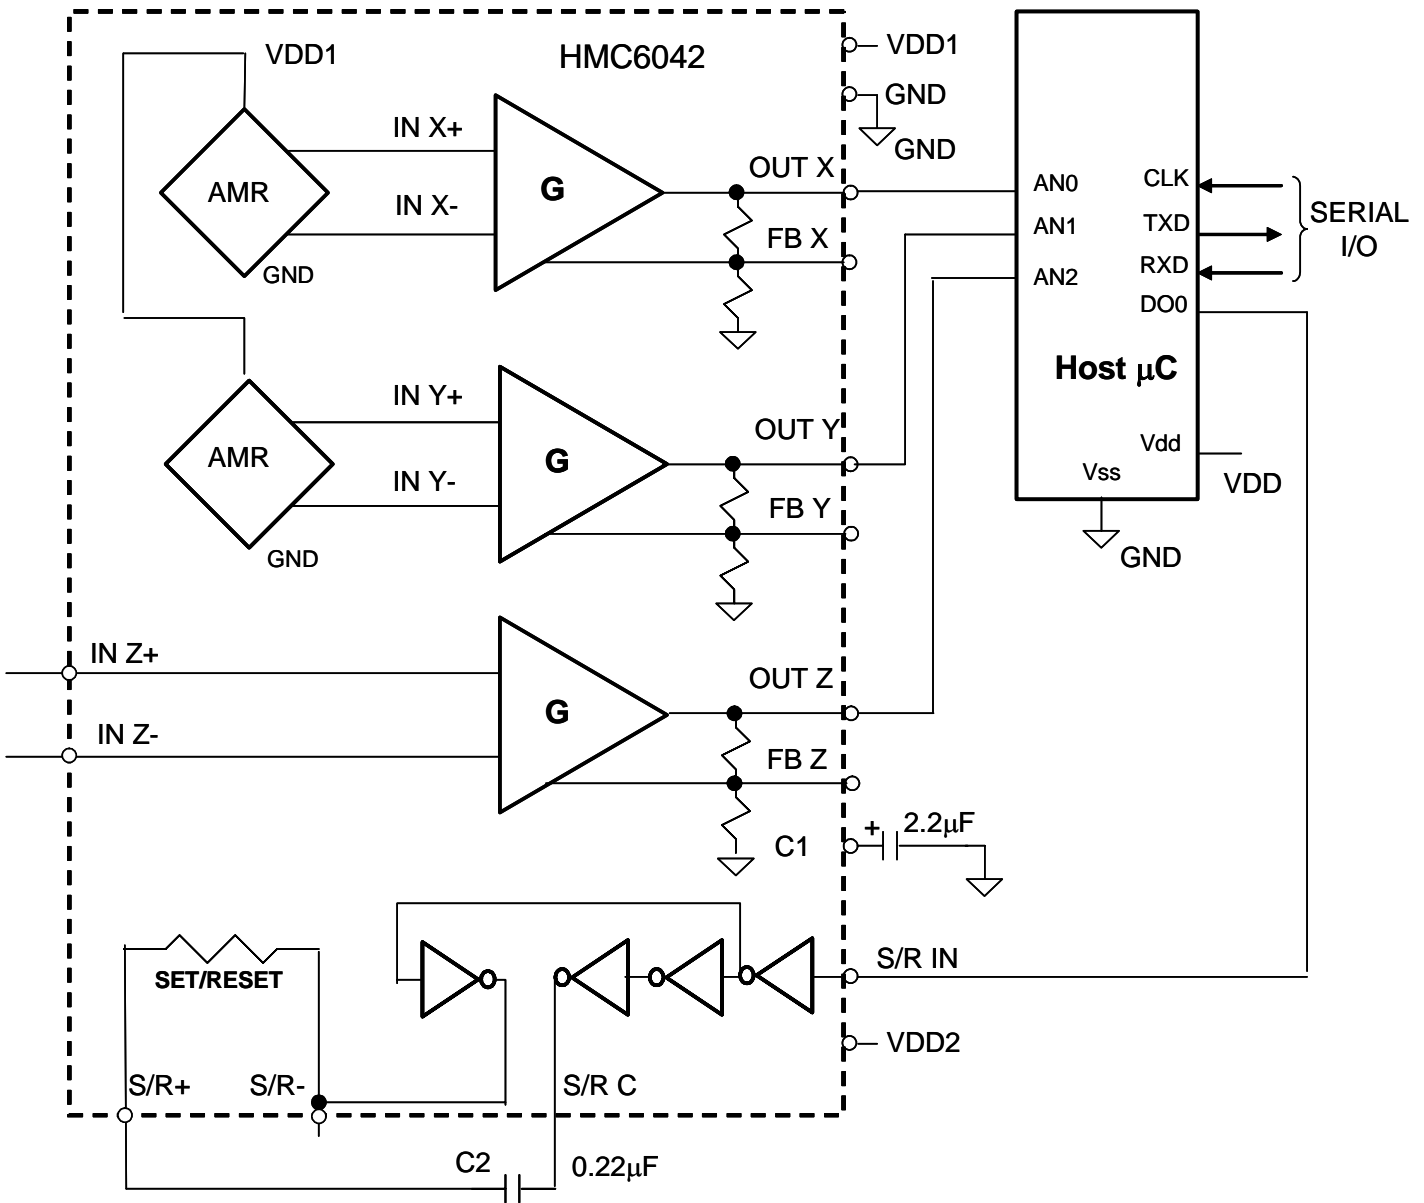 VDD1
HMC6042
VDD1
GND
GND
IN X+
AMR
G
IN X-
GND
OUT X
FB X
AN0
AN1
AN2
CLK
TXD
RXD
DO0
SERIAL
I/O
Host µC
Vdd
VDD
Vss
GND
IN Y+
AMR
G
IN Y-
GND
OUT Y
FB Y
IN Z+
IN Z-
G
OUT Z
FB Z
C1
+
2.2µF
SET/RESET
S/R IN
VDD2
S/R+
S/R-
S/R C
C2
0.22µF